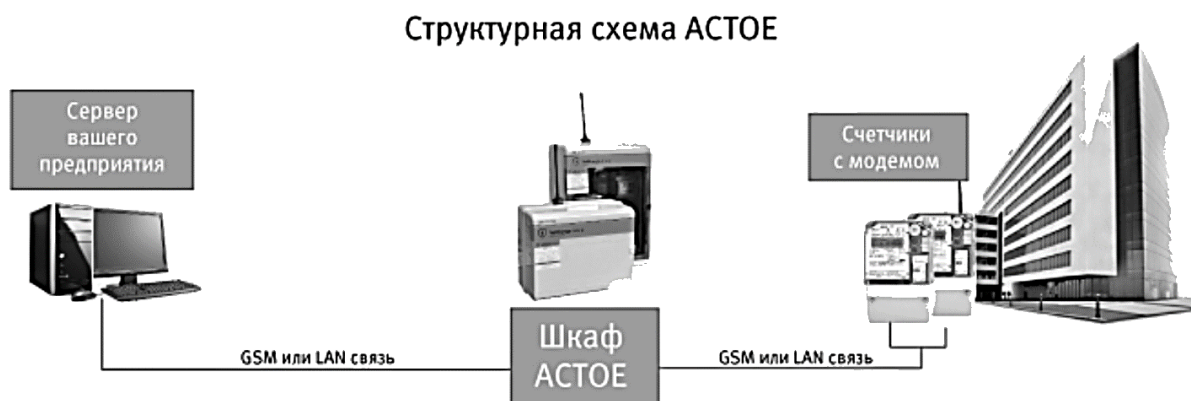 Структурная схема АСТОЕ
Сервер
вашего
предприятия
Счетчики
с модемом
GSM или LAN связь
Шкаф
АСТОЕ
GSM или LAN связь